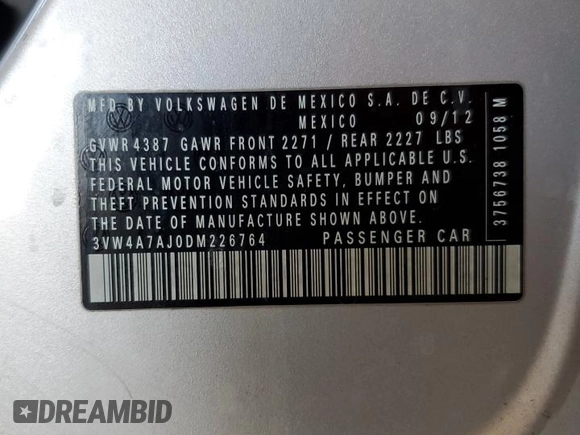 MFD BY VOLKSWAGEN DE MEXICO S.A. DE C.V.
MEXICO 09/12
GVWR 4387 GAWR FRONT 2271 / REAR 2227 LBS
THIS VEHICLE CONFORMS TO ALL APPLICABLE U.S.
FEDERAL MOTOR VEHICLE SAFETY, BUMPER AND
THEFT PREVENTION STANDARDS IN EFFECT ON
THE DATE OF MANUFACTURE SHOWN ABOVE.
3VW4A7AJ0DM226764 PASSENGER CAR
3756738 1058 M
DREAMBID